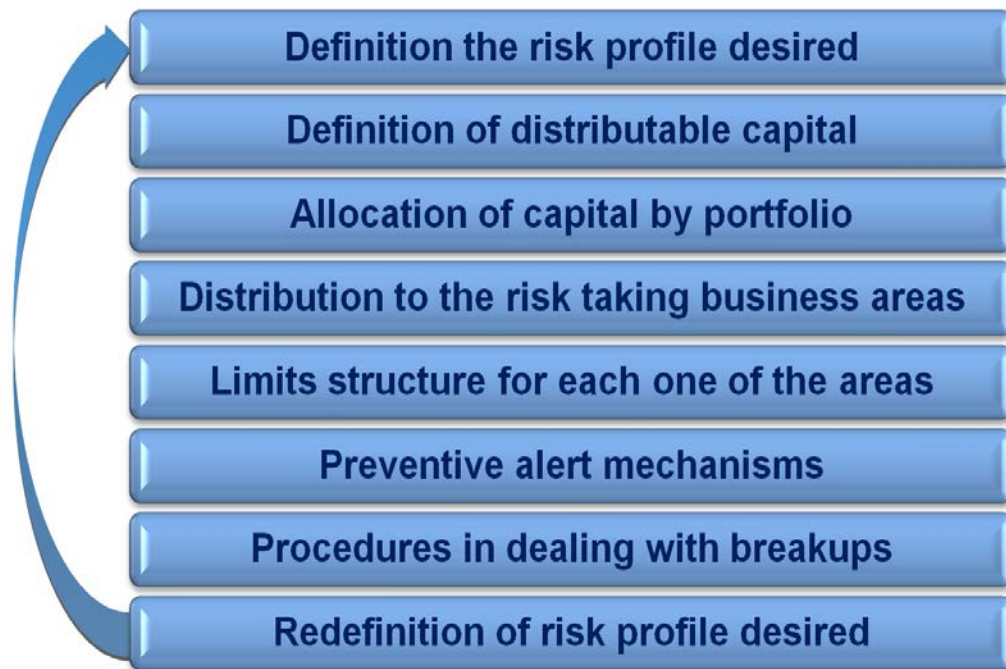 Definition the risk profile desired
Definition of distributable capital
Allocation of capital by portfolio
Distribution to the risk taking business areas
Limits structure for each one of the areas
Preventive alert mechanisms
Procedures in dealing with breakups
Redefinition of risk profile desired